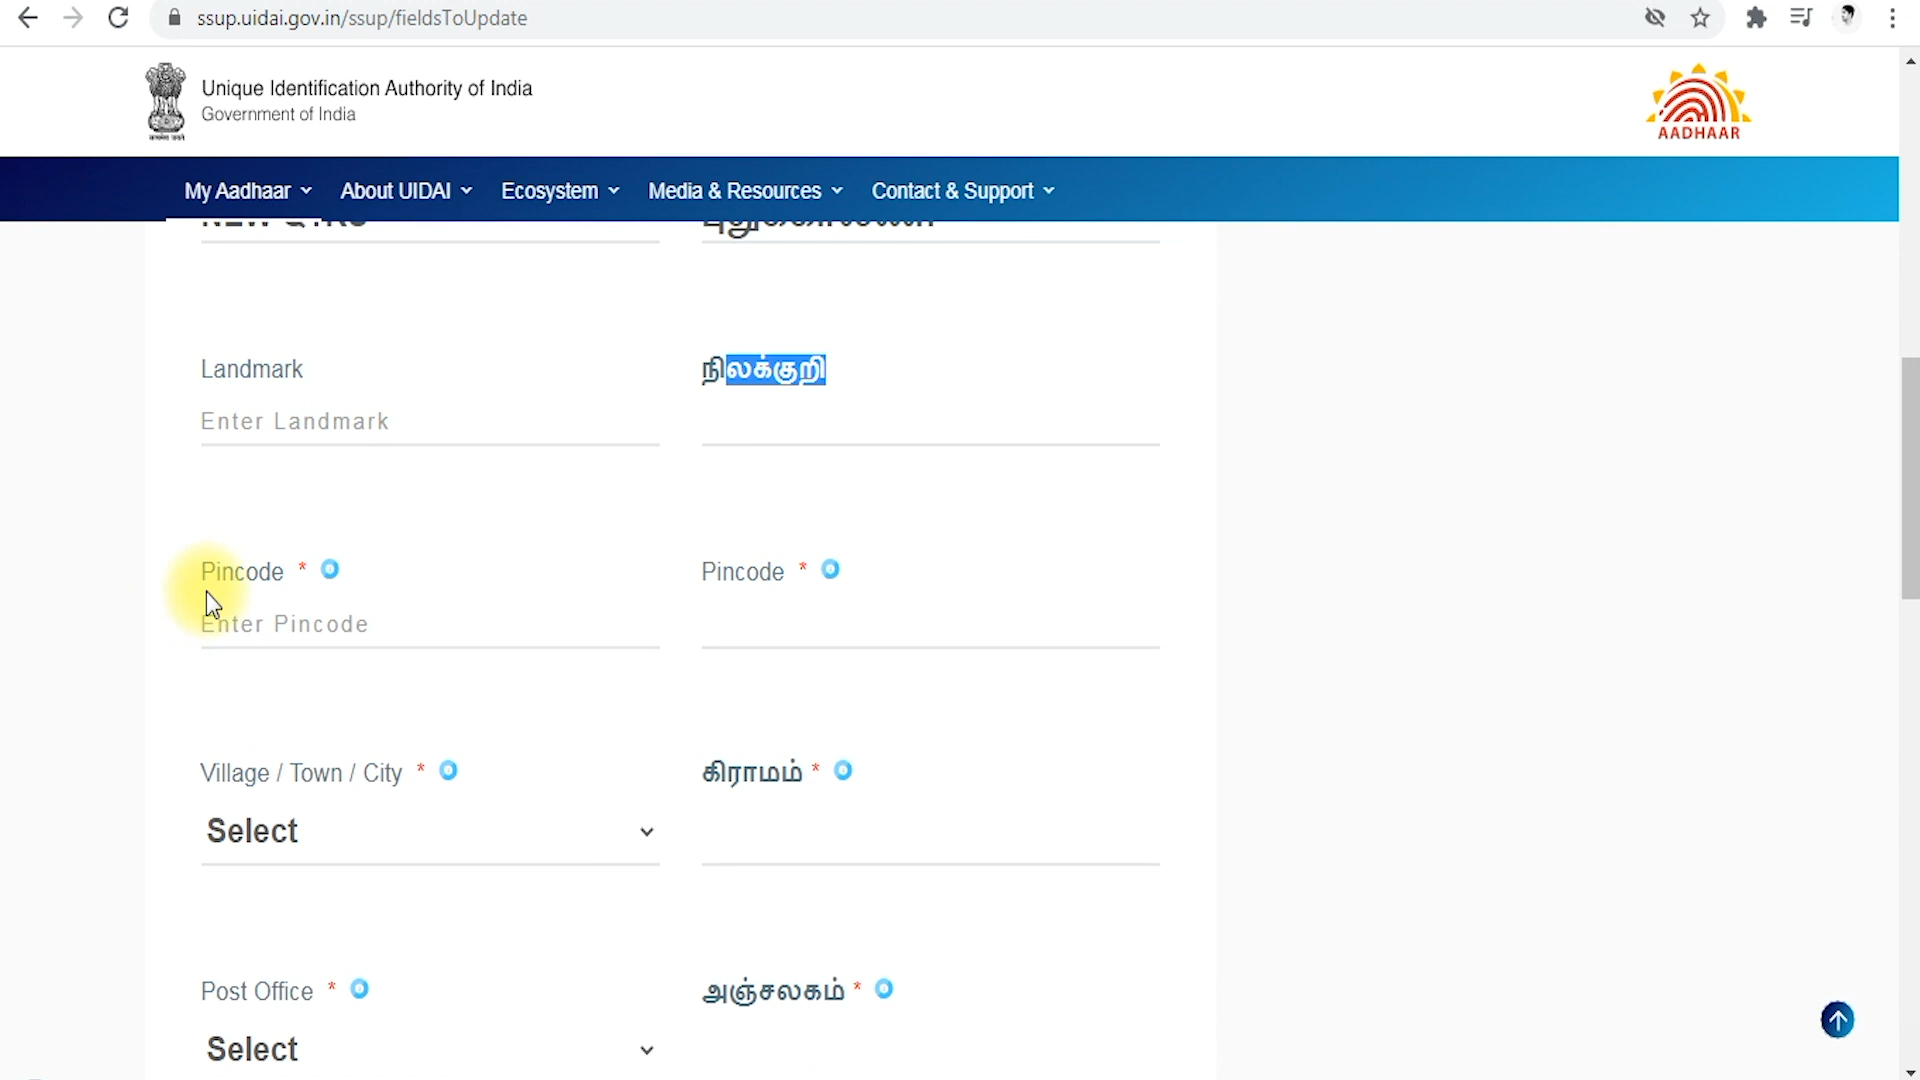 ssup.uidai.gov.in/ssup/fieldsToUpdate
Unique Identification Authority of India
Government of India
AADHAAR
My Aadhaar About UIDAI Ecosystem Media & Resources Contact & Support
Landmark நிலக்குறி
Enter Landmark
Pincode * Pincode *
Enter Pincode
Village / Town / City * கிராமம் *
Select
Post Office * அஞ்சலகம் *
Select